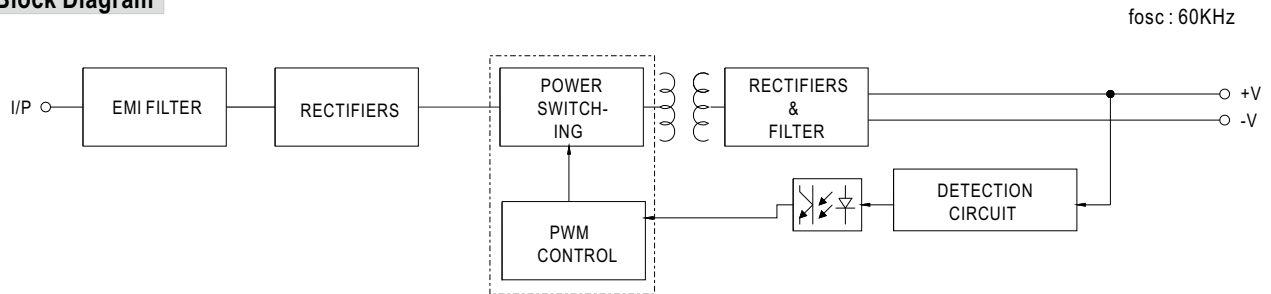 Block Diagram
fosc : 60KHz
I/P
EMI FILTER
RECTIFIERS
POWER
SWITCH-
ING
RECTIFIERS
&
FILTER
+V
-V
DETECTION
CIRCUIT
PWM
CONTROL